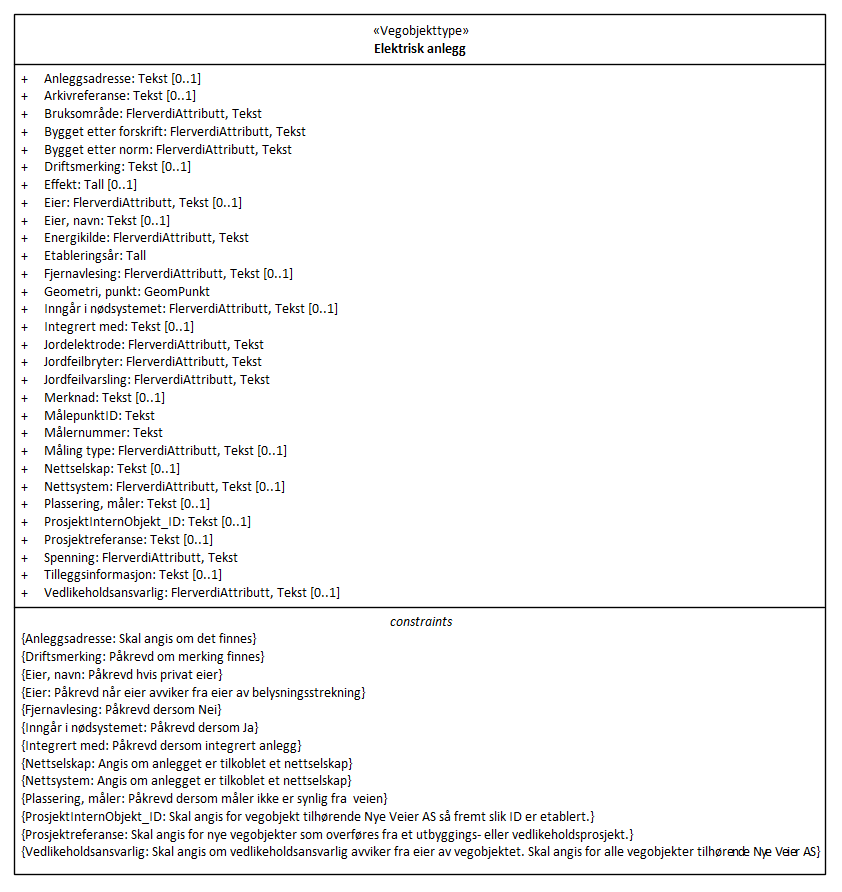 «Vegobjekttype»
Elektrisk anlegg
+ Anleggsadresse: Tekst [0..1]
+ Arkivreferanse: Tekst [0..1]
+ Bruksområde: FlerverdiAttributt, Tekst
+ Bygget etter forskrift: FlerverdiAttributt, Tekst
+ Bygget etter norm: FlerverdiAttributt, Tekst
+ Driftsmerking: Tekst [0..1]
+ Effekt: Tall [0..1]
+ Eier: FlerverdiAttributt, Tekst [0..1]
+ Eier, navn: Tekst [0..1]
+ Energikilde: FlerverdiAttributt, Tekst
+ Etableringsår: Tall
+ Fjernavlesing: FlerverdiAttributt, Tekst [0..1]
+ Geometri, punkt: GeomPunkt
+ Inngår i nødsystemet: FlerverdiAttributt, Tekst [0..1]
+ Integrert med: Tekst [0..1]
+ Jordelektrode: FlerverdiAttributt, Tekst
+ Jordfeilbryter: FlerverdiAttributt, Tekst
+ Jordfeilvarsling: FlerverdiAttributt, Tekst
+ Merknad: Tekst [0..1]
+ MålepunktID: Tekst
+ Målernummer: Tekst
+ Måling type: FlerverdiAttributt, Tekst [0..1]
+ Nettselskap: Tekst [0..1]
+ Nettsystem: FlerverdiAttributt, Tekst [0..1]
+ Plassering, måler: Tekst [0..1]
+ ProsjektInternObjekt_ID: Tekst [0..1]
+ Prosjektreferanse: Tekst [0..1]
+ Spenning: FlerverdiAttributt, Tekst
+ Tilleggsinformasjon: Tekst [0..1]
+ Vedlikeholdsansvarlig: FlerverdiAttributt, Tekst [0..1]
constraints
{Anleggsadresse: Skal angis om det finnes}
{Driftsmerking: Påkrevd om merking finnes}
{Eier, navn: Påkrevd hvis privat eier}
{Eier: Påkrevd når eier avviker fra eier av belysningsstrekning}
{Fjernavlesing: Påkrevd dersom Nei}
{Inngår i nødsystemet: Påkrevd dersom Ja}
{Integrert med: Påkrevd dersom integrert anlegg}
{Nettselskap: Angis om anlegget er tilkoblet et nettselskap}
{Nettsystem: Angis om anlegget er tilkoblet et nettselskap}
{Plassering, måler: Påkrevd dersom måler ikke er synlig fra  veien}
{ProsjektInternObjekt_ID: Skal angis for vegobjekt tilhørende Nye Veier AS så fremt slik ID er etablert.}
{Prosjektreferanse: Skal angis for nye vegobjekter som overføres fra et utbyggings- eller vedlikeholdsprosjekt.}
{Vedlikeholdsansvarlig: Skal angis om vedlikeholdsansvarlig avviker fra eier av vegobjektet. Skal angis for alle vegobjekter tilhørende Nye Veier AS}